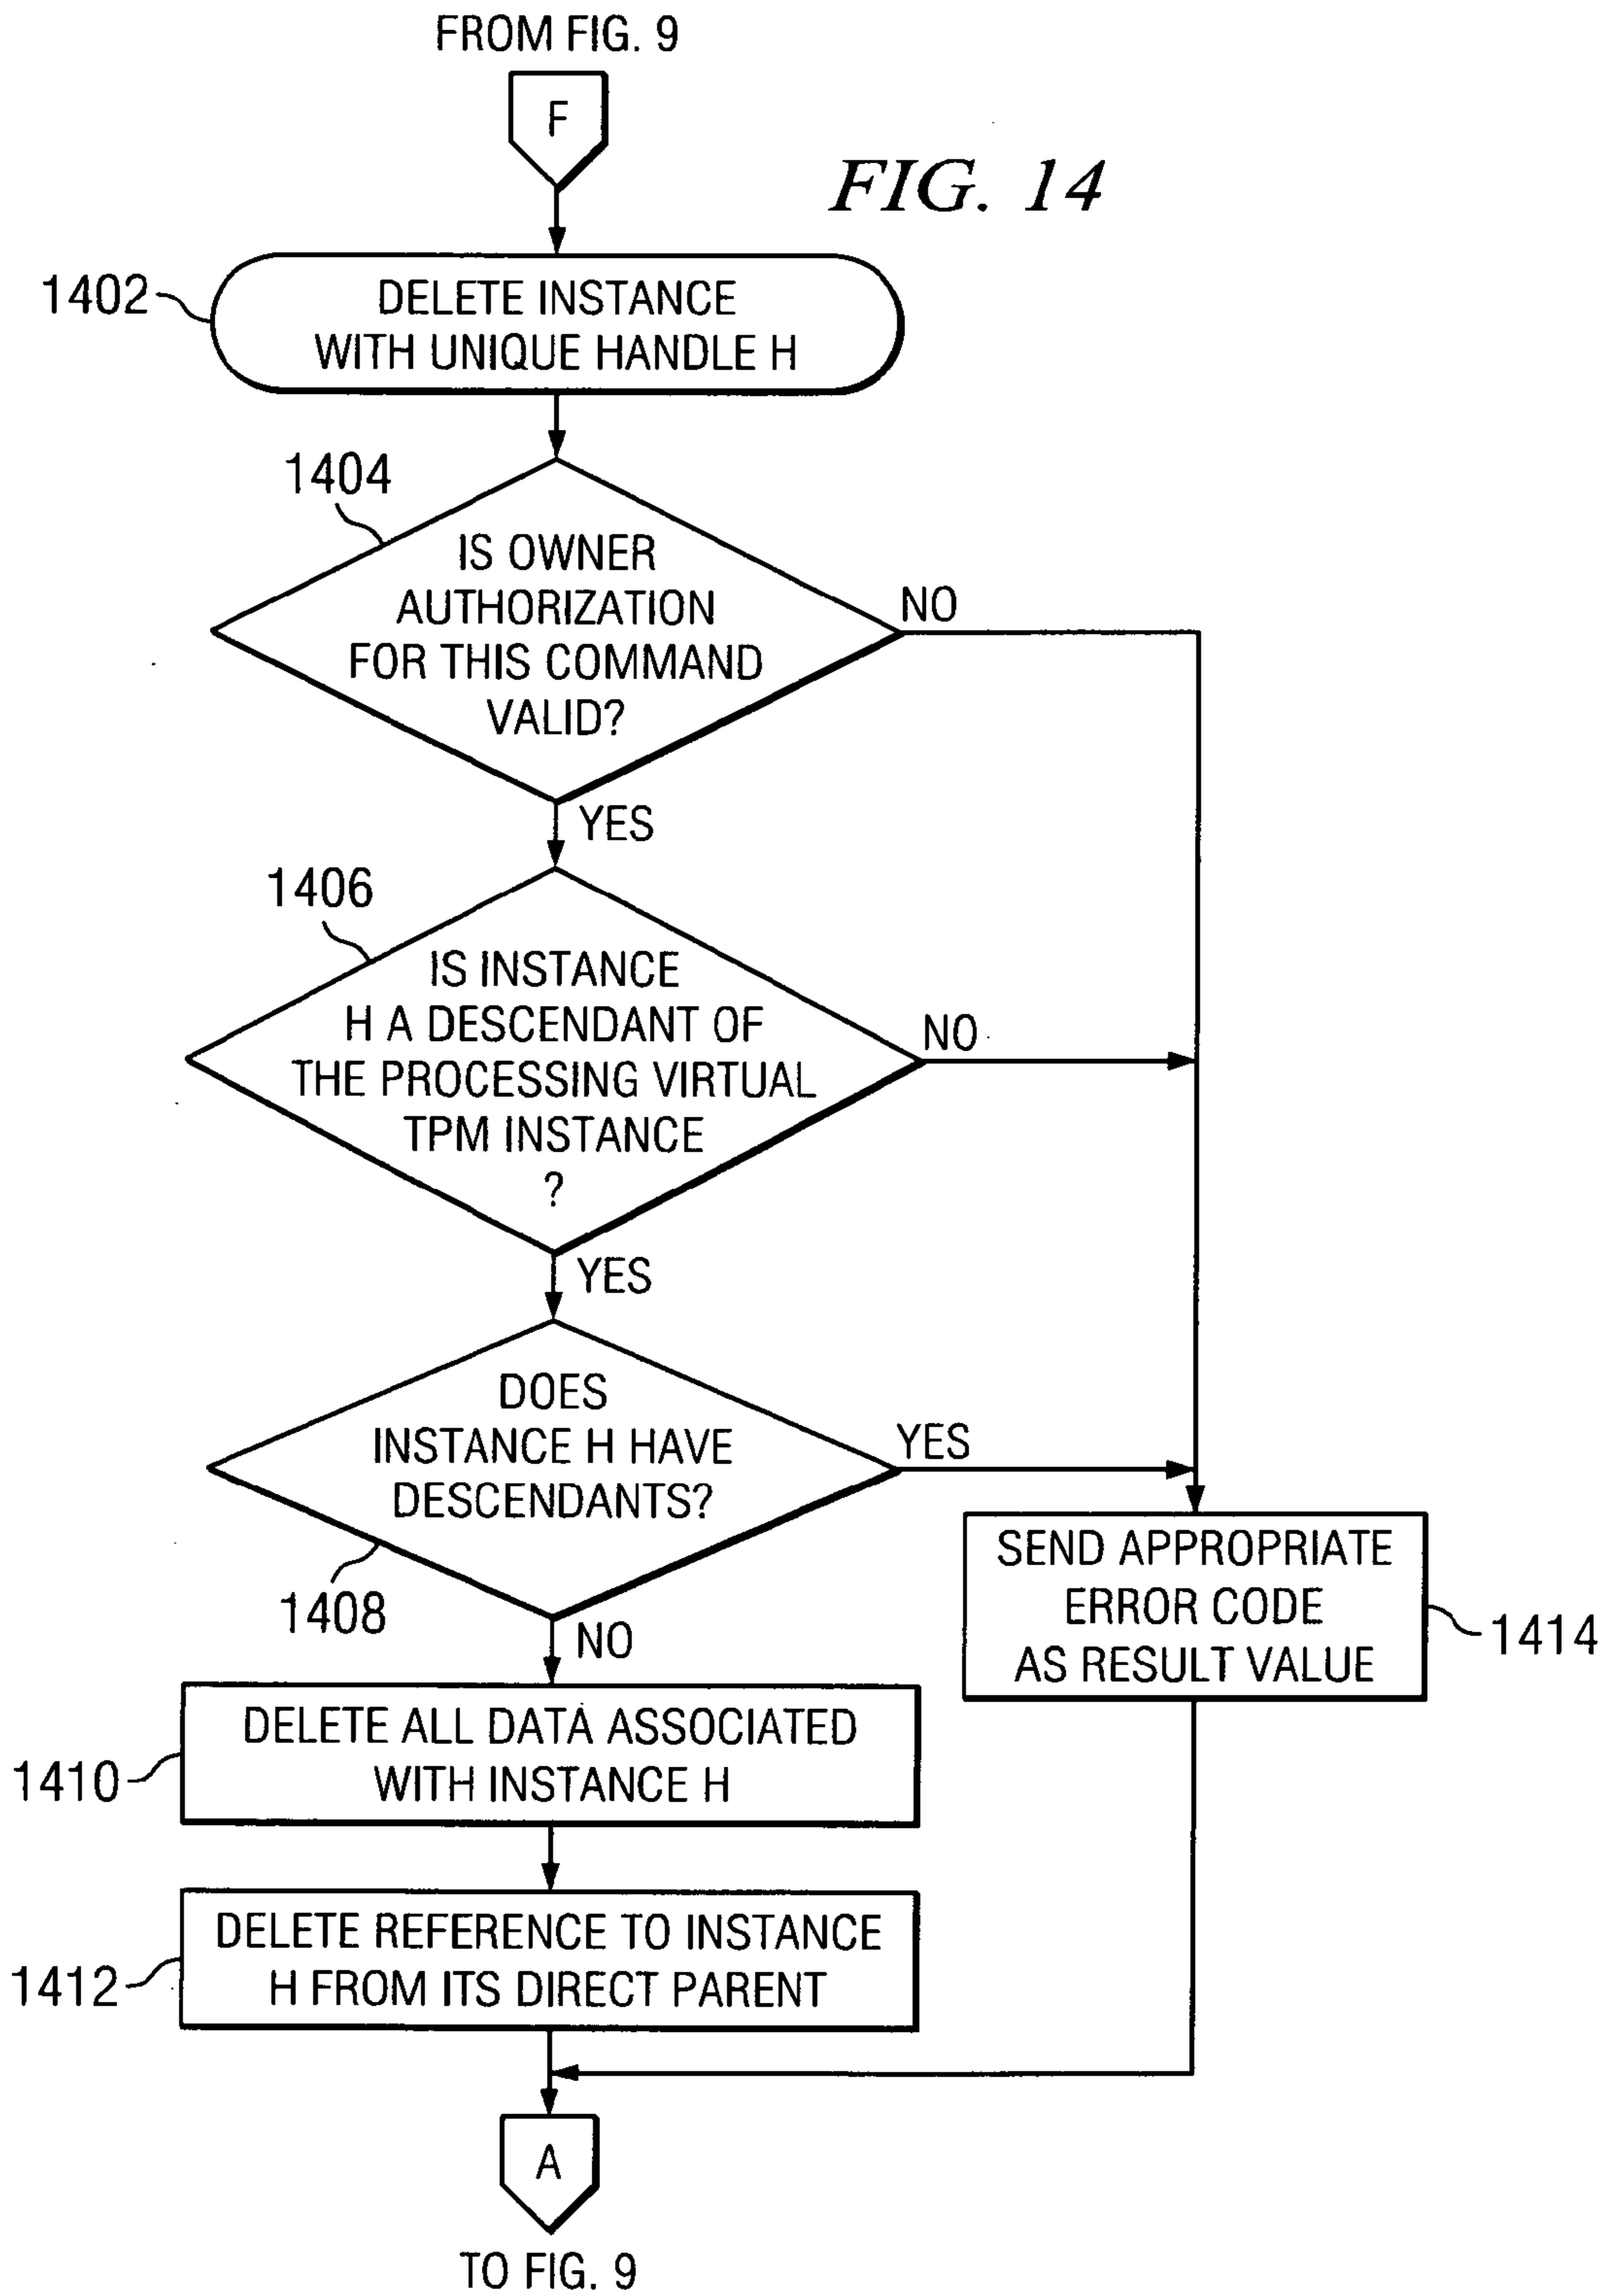 FROM FIG. 9
F
FIG. 14
1402
DELETE INSTANCE
WITH UNIQUE HANDLE H
1404
IS OWNER
AUTHORIZATION
FOR THIS COMMAND
VALID?
NO
YES
1406
IS INSTANCE
H A DESCENDANT OF
THE PROCESSING VIRTUAL
TPM INSTANCE
?
NO
YES
DOES
INSTANCE H HAVE
DESCENDANTS?
YES
1408
NO
SEND APPROPRIATE
ERROR CODE
AS RESULT VALUE
1414
DELETE ALL DATA ASSOCIATED
WITH INSTANCE H
1410
DELETE REFERENCE TO INSTANCE
H FROM ITS DIRECT PARENT
1412
A
TO FIG. 9